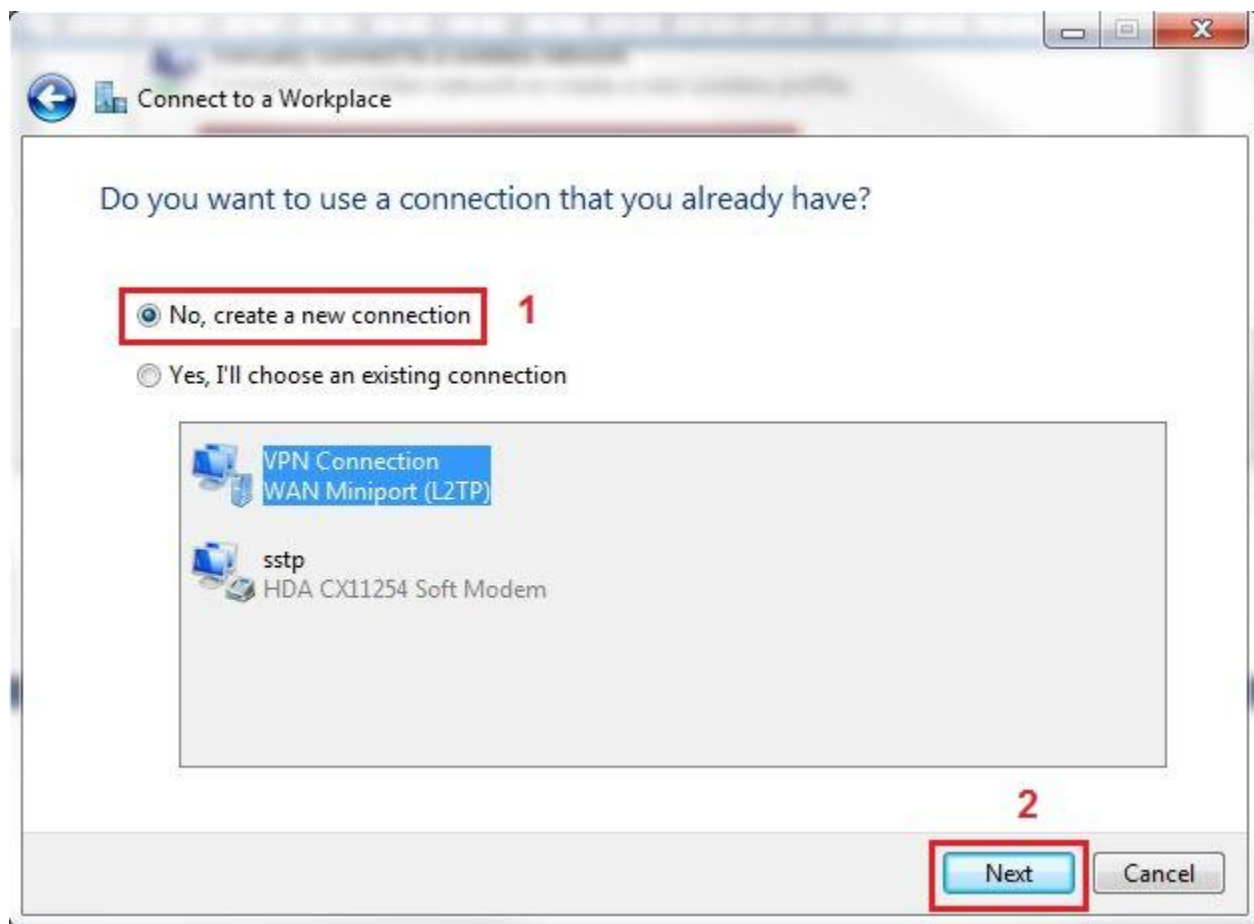 Connect to a Workplace
Do you want to use a connection that you already have?
No, create a new connection
1
Yes, I'll choose an existing connection
VPN Connection
WAN Miniport (L2TP)
sstp
HDA CX11254 Soft Modem
2
Next
Cancel